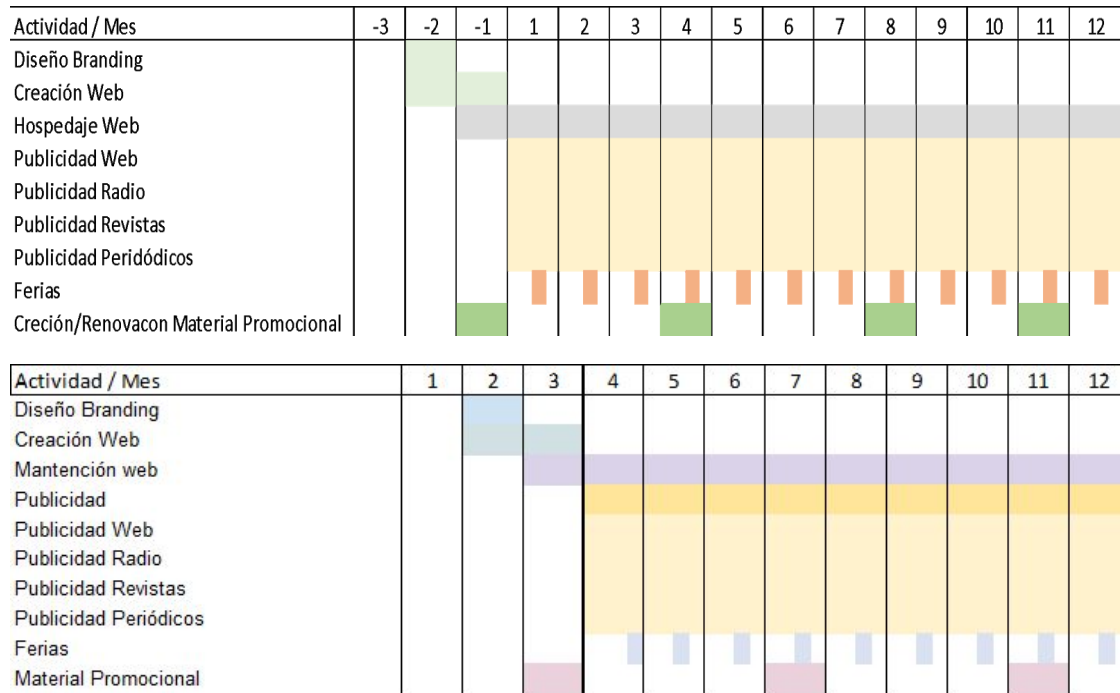 Actividad / Mes -3 -2 -1 1 2 3 4 5 6 7 8 9 10 11 12
Diseño Branding
Creación Web
Hospedaje Web
Publicidad Web
Publicidad Radio
Publicidad Revistas
Publicidad Peridódicos
Ferias
Creción/Renovacon Material Promocional
Actividad / Mes 1 2 3 4 5 6 7 8 9 10 11 12
Diseño Branding
Creación Web
Mantención web
Publicidad
Publicidad Web
Publicidad Radio
Publicidad Revistas
Publicidad Periódicos
Ferias
Material Promocional